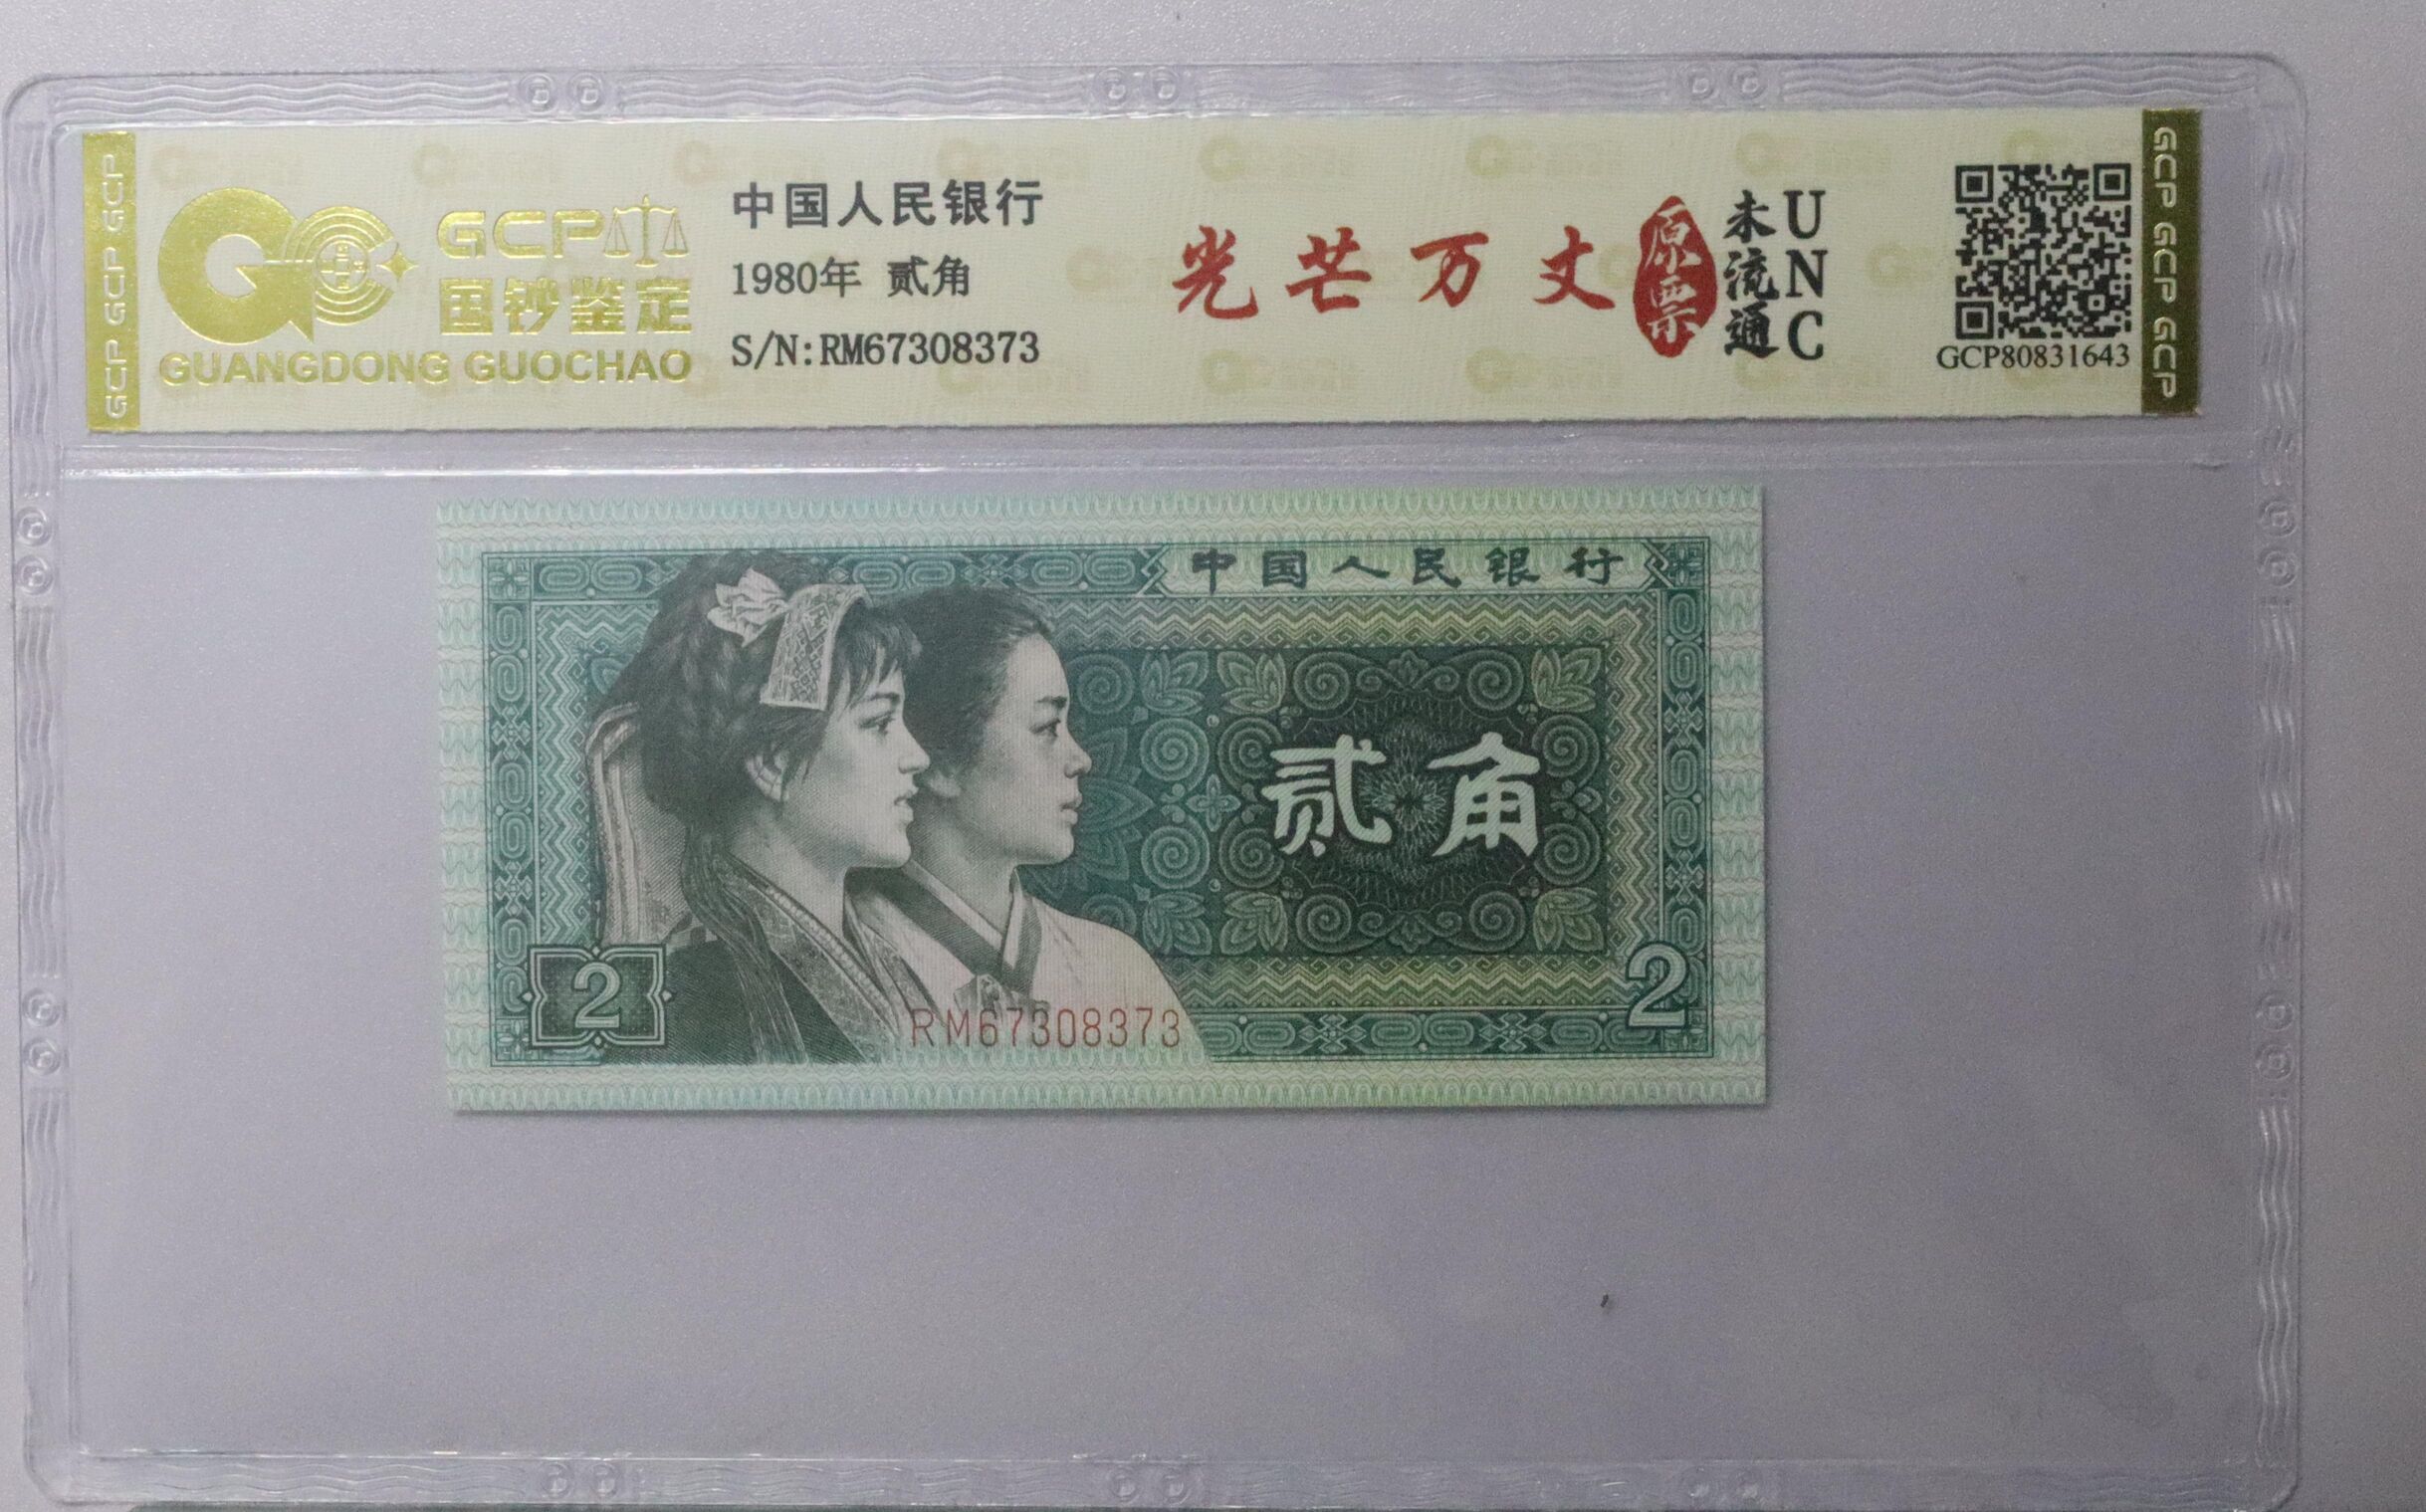 GCP GCP GCP
GCP
国钞鉴定
GUANGDONG GUOCHAO
中国人民银行
1980年 贰角
S/N:RM67308373
光芒万丈
原票
未流通
UNC
GCP80831643
GCP GCP GCP
中国人民银行
贰角
2
2
RM67308373